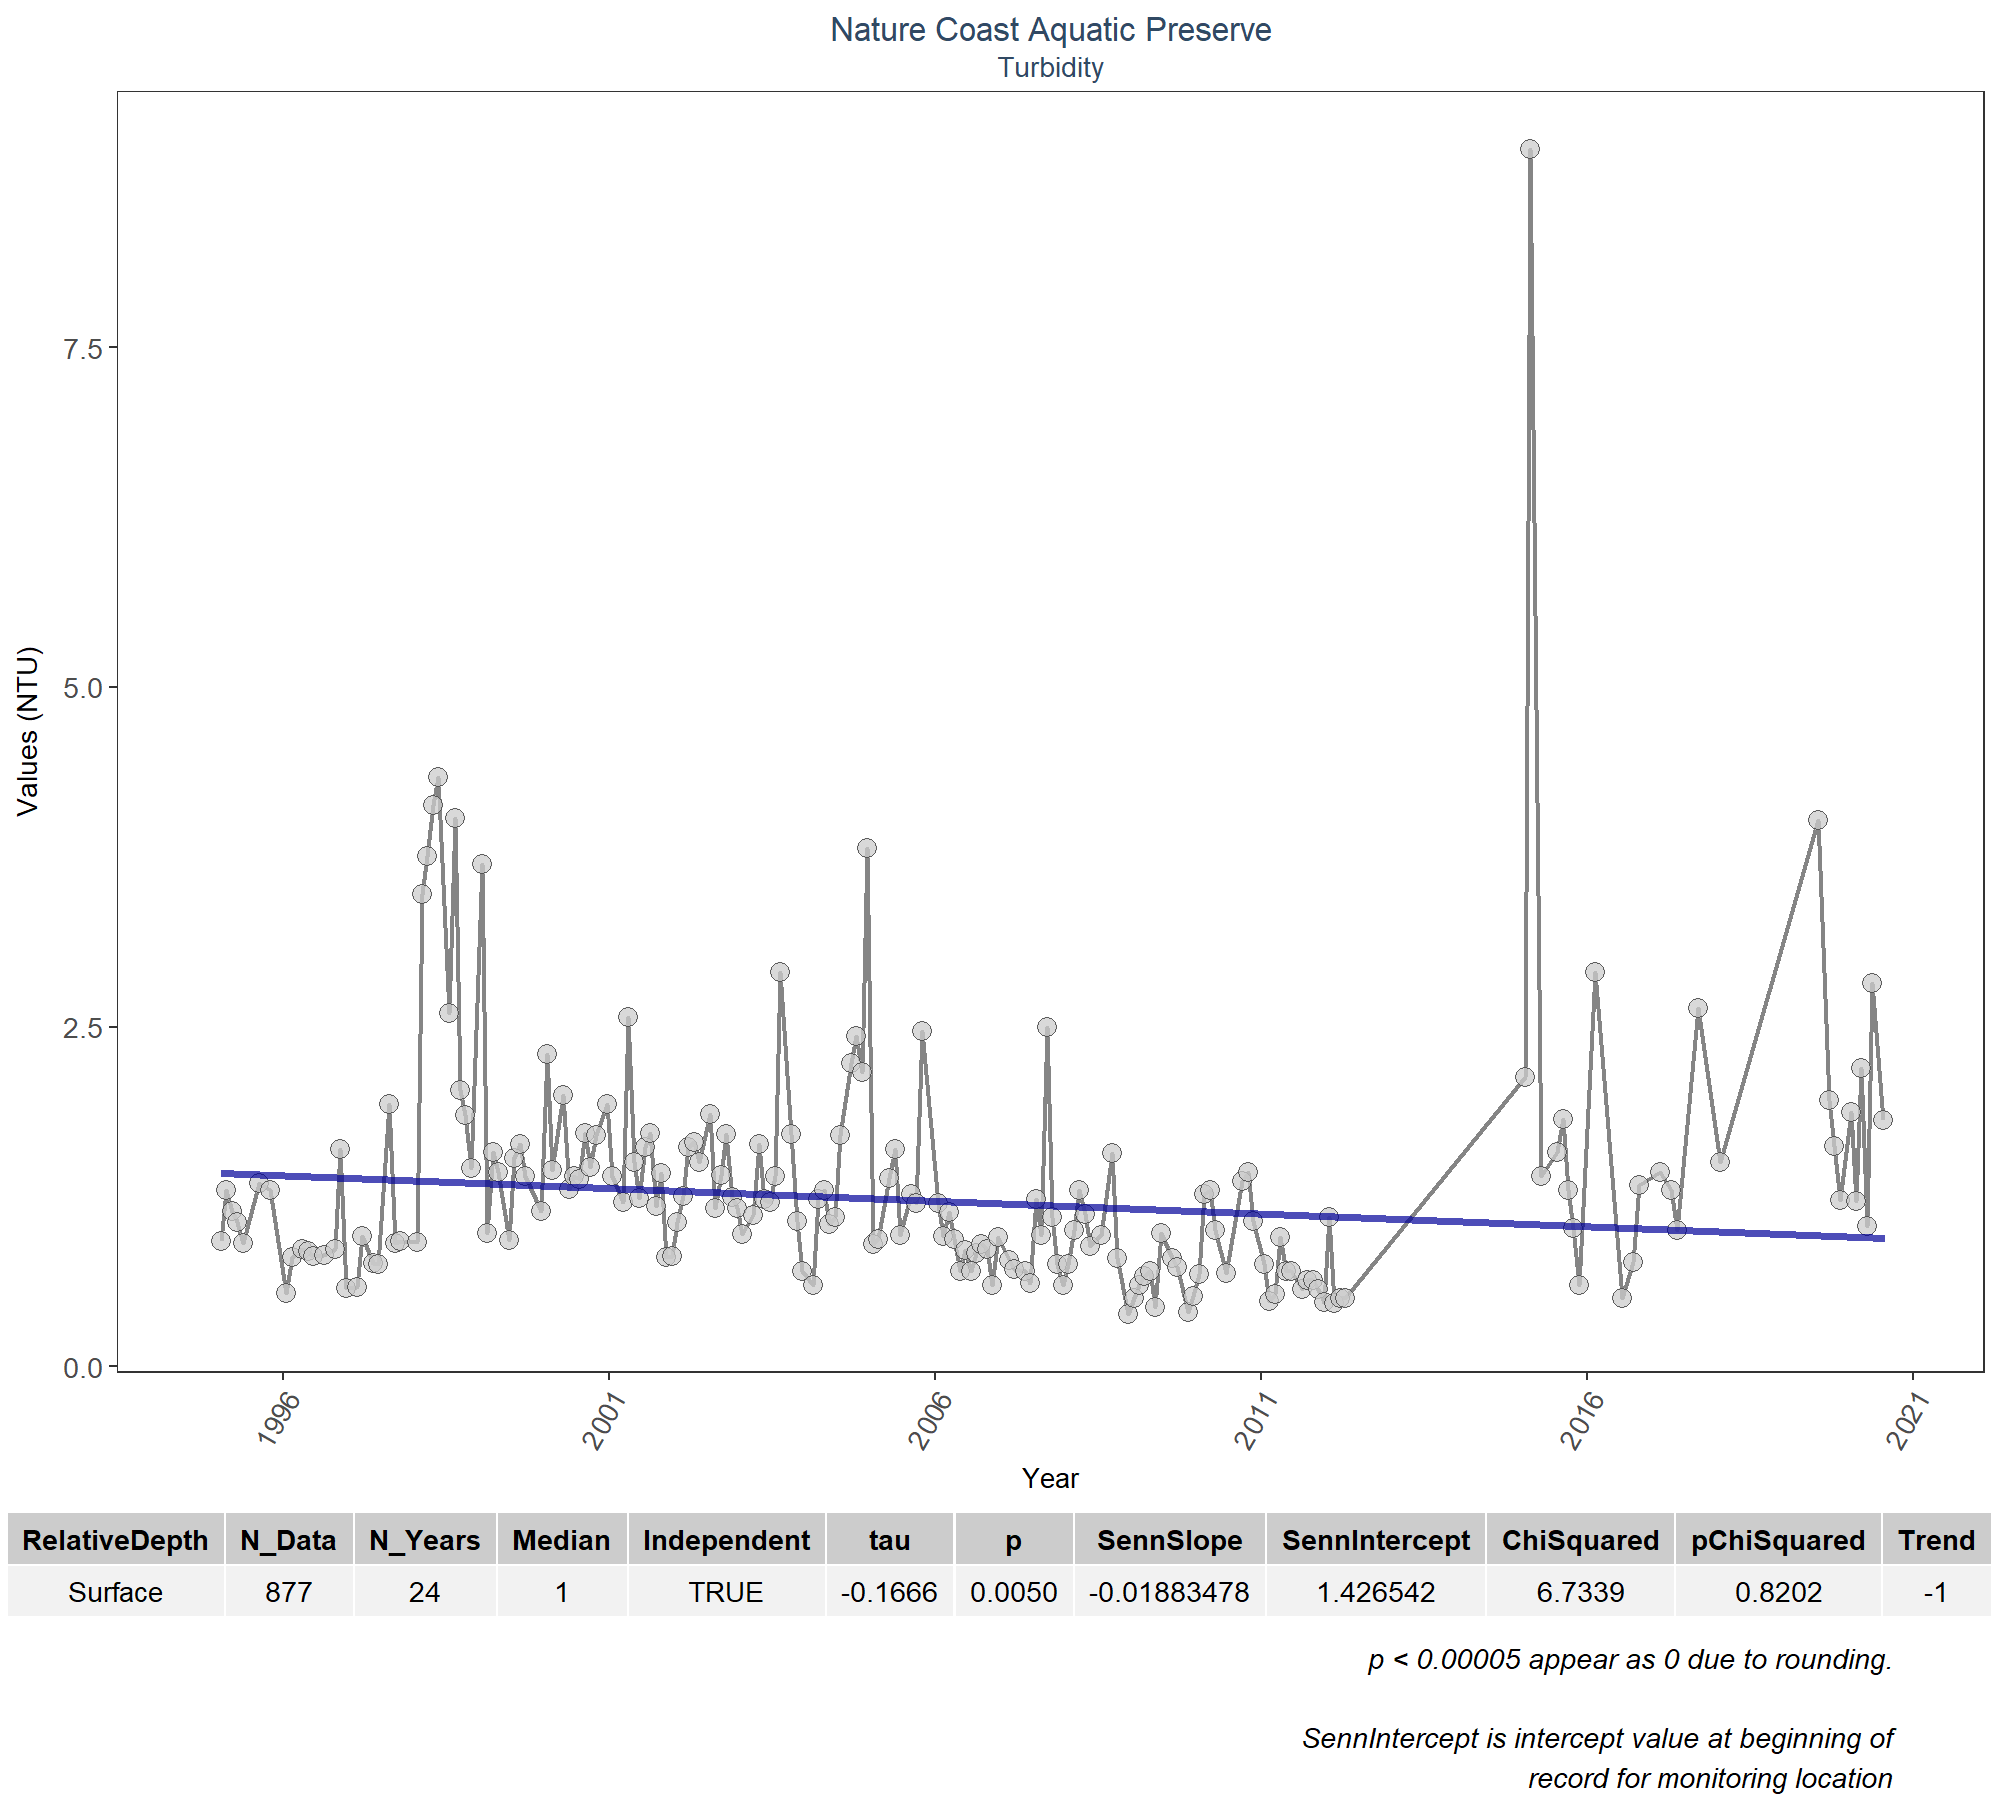 Nature Coast Aquatic Preserve
Turbidity
Values (NTU)
7.5
5.0
2.5
0.0
1996 2001 2006 2011 2016 2021
Year
RelativeDepth N_Data N_Years Median Independent tau p SennSlope SennIntercept ChiSquared pChiSquared Trend
Surface 877 24 1 TRUE -0.1666 0.0050 -0.01883478 1.426542 6.7339 0.8202 -1
p < 0.00005 appear as 0 due to rounding.
SennIntercept is intercept value at beginning of
record for monitoring location